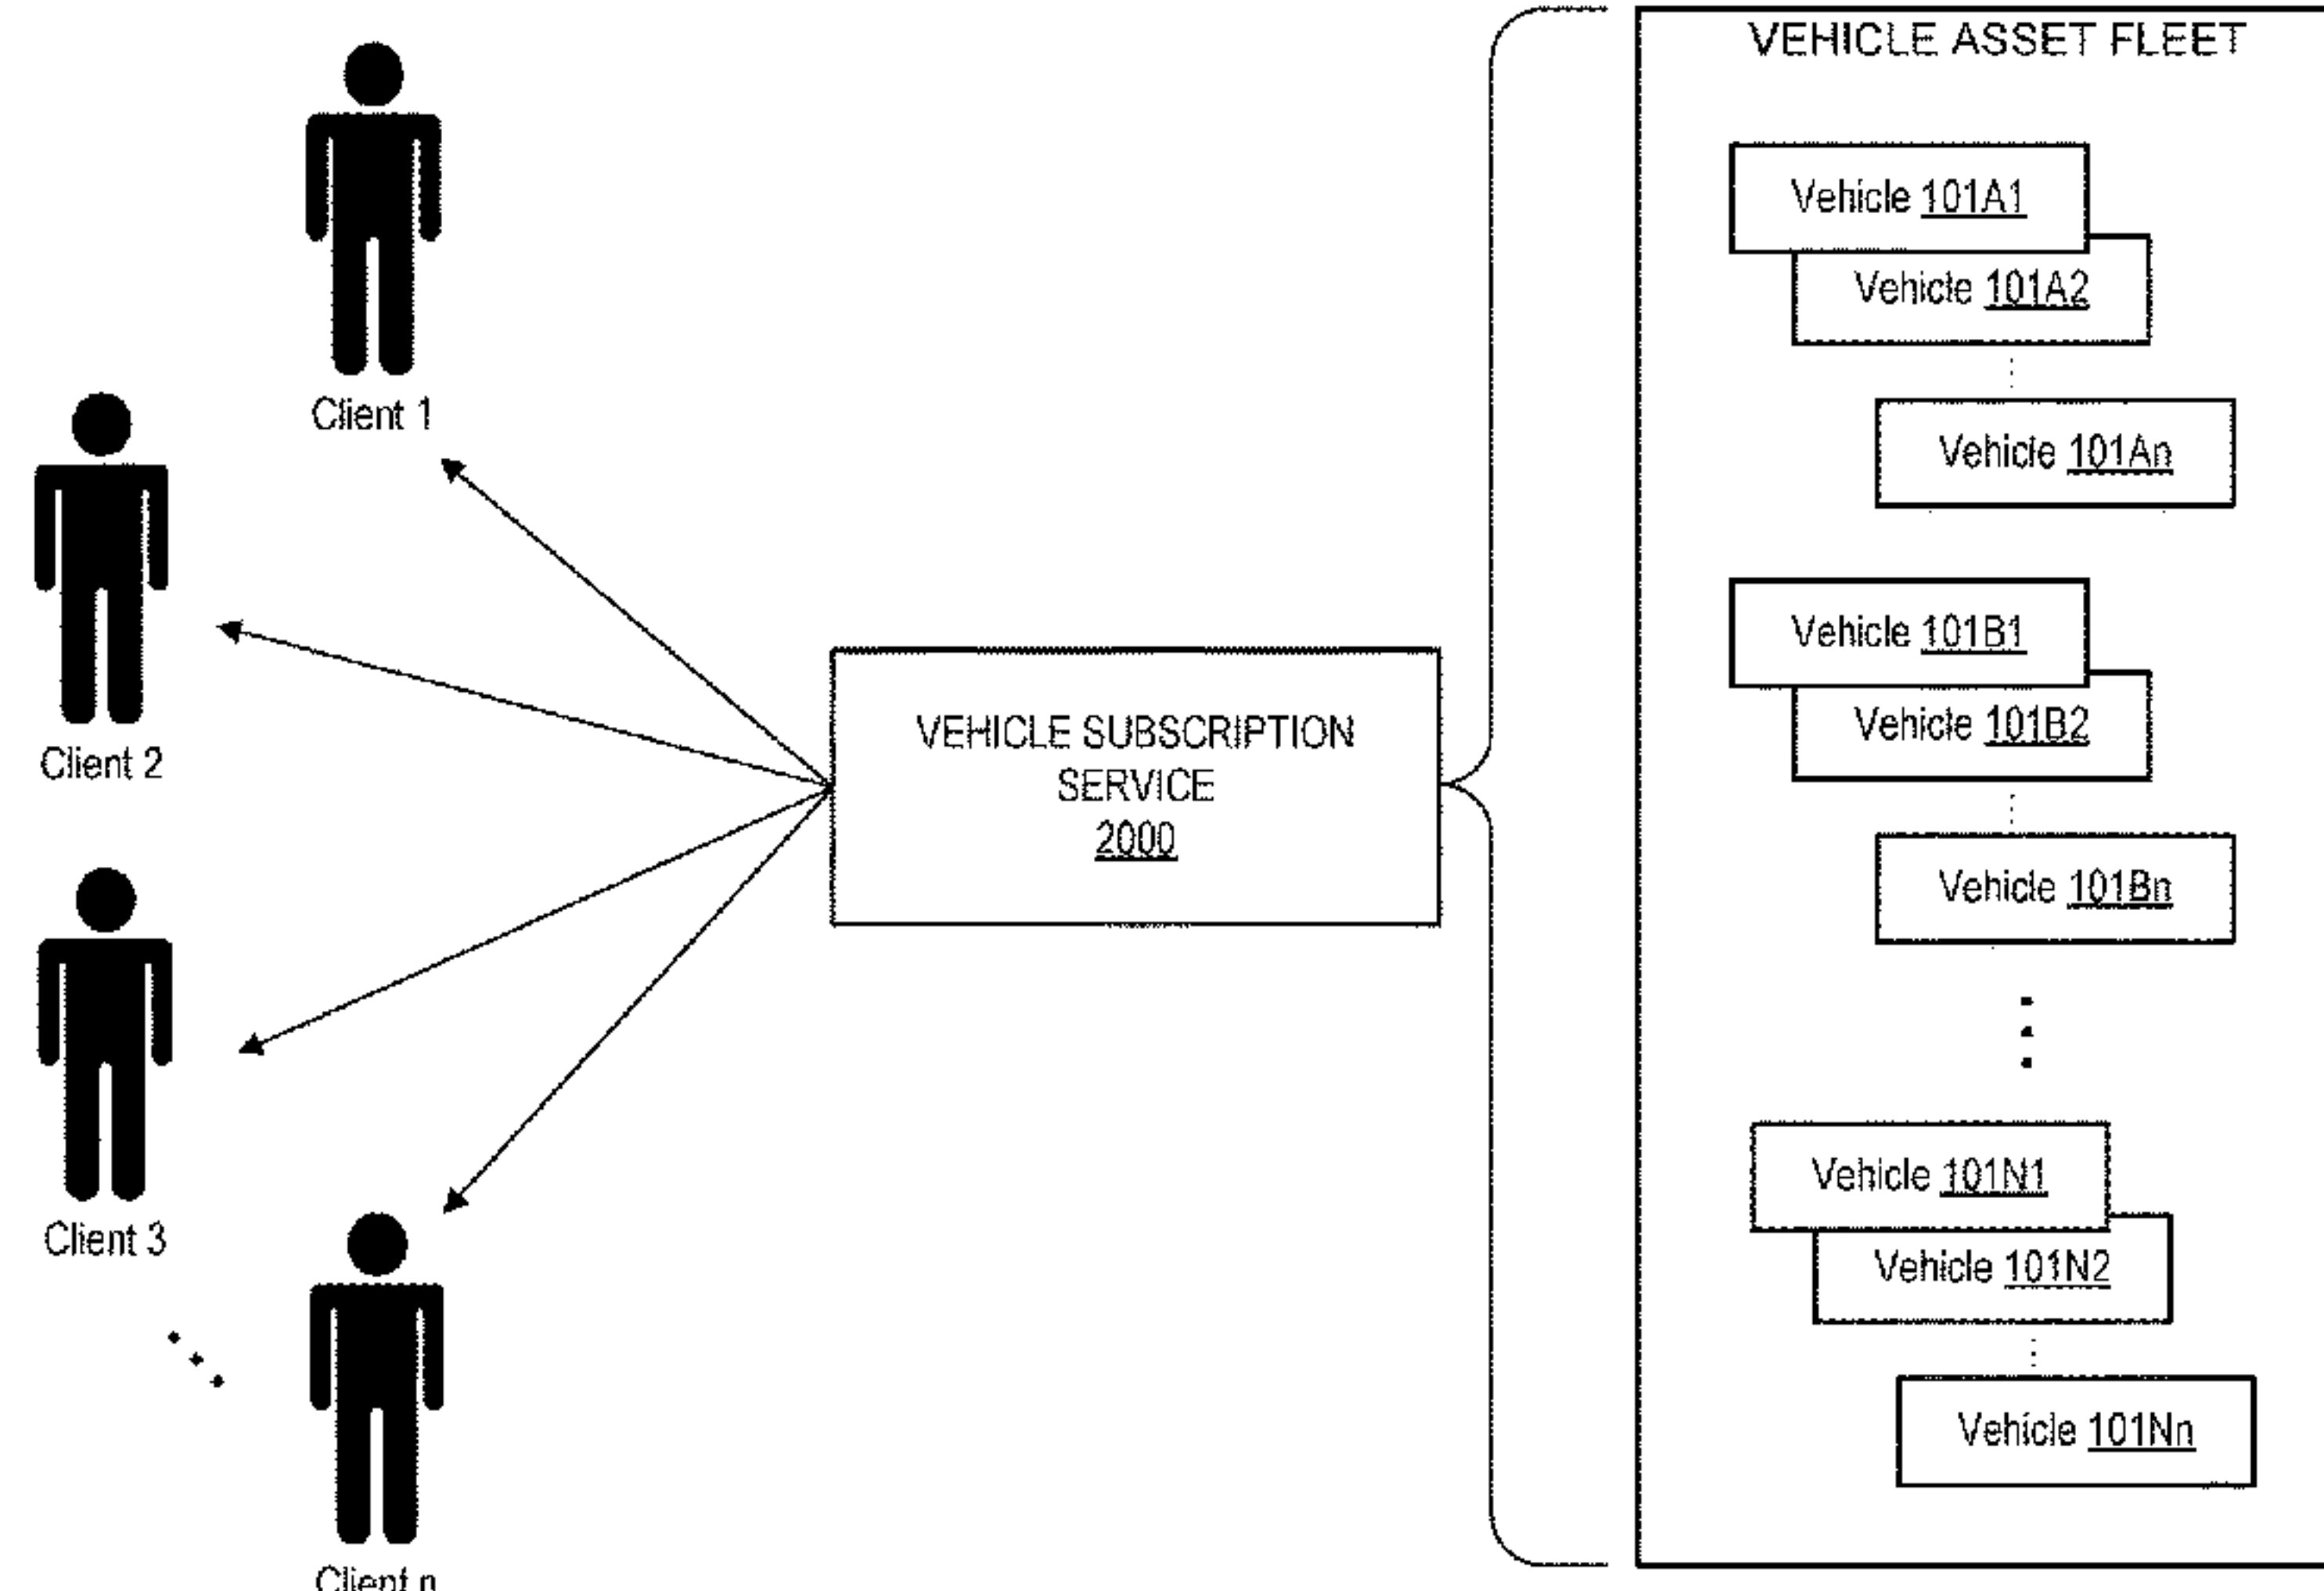 VEHICLE ASSET FLEET
Client 1
Client 2
Client 3
Client n
VEHICLE SUBSCRIPTION
SERVICE
2000
Vehicle 101A1
Vehicle 101A2
Vehicle 101An
Vehicle 101B1
Vehicle 101B2
Vehicle 101Bn
Vehicle 101N1
Vehicle 101N2
Vehicle 101Nn